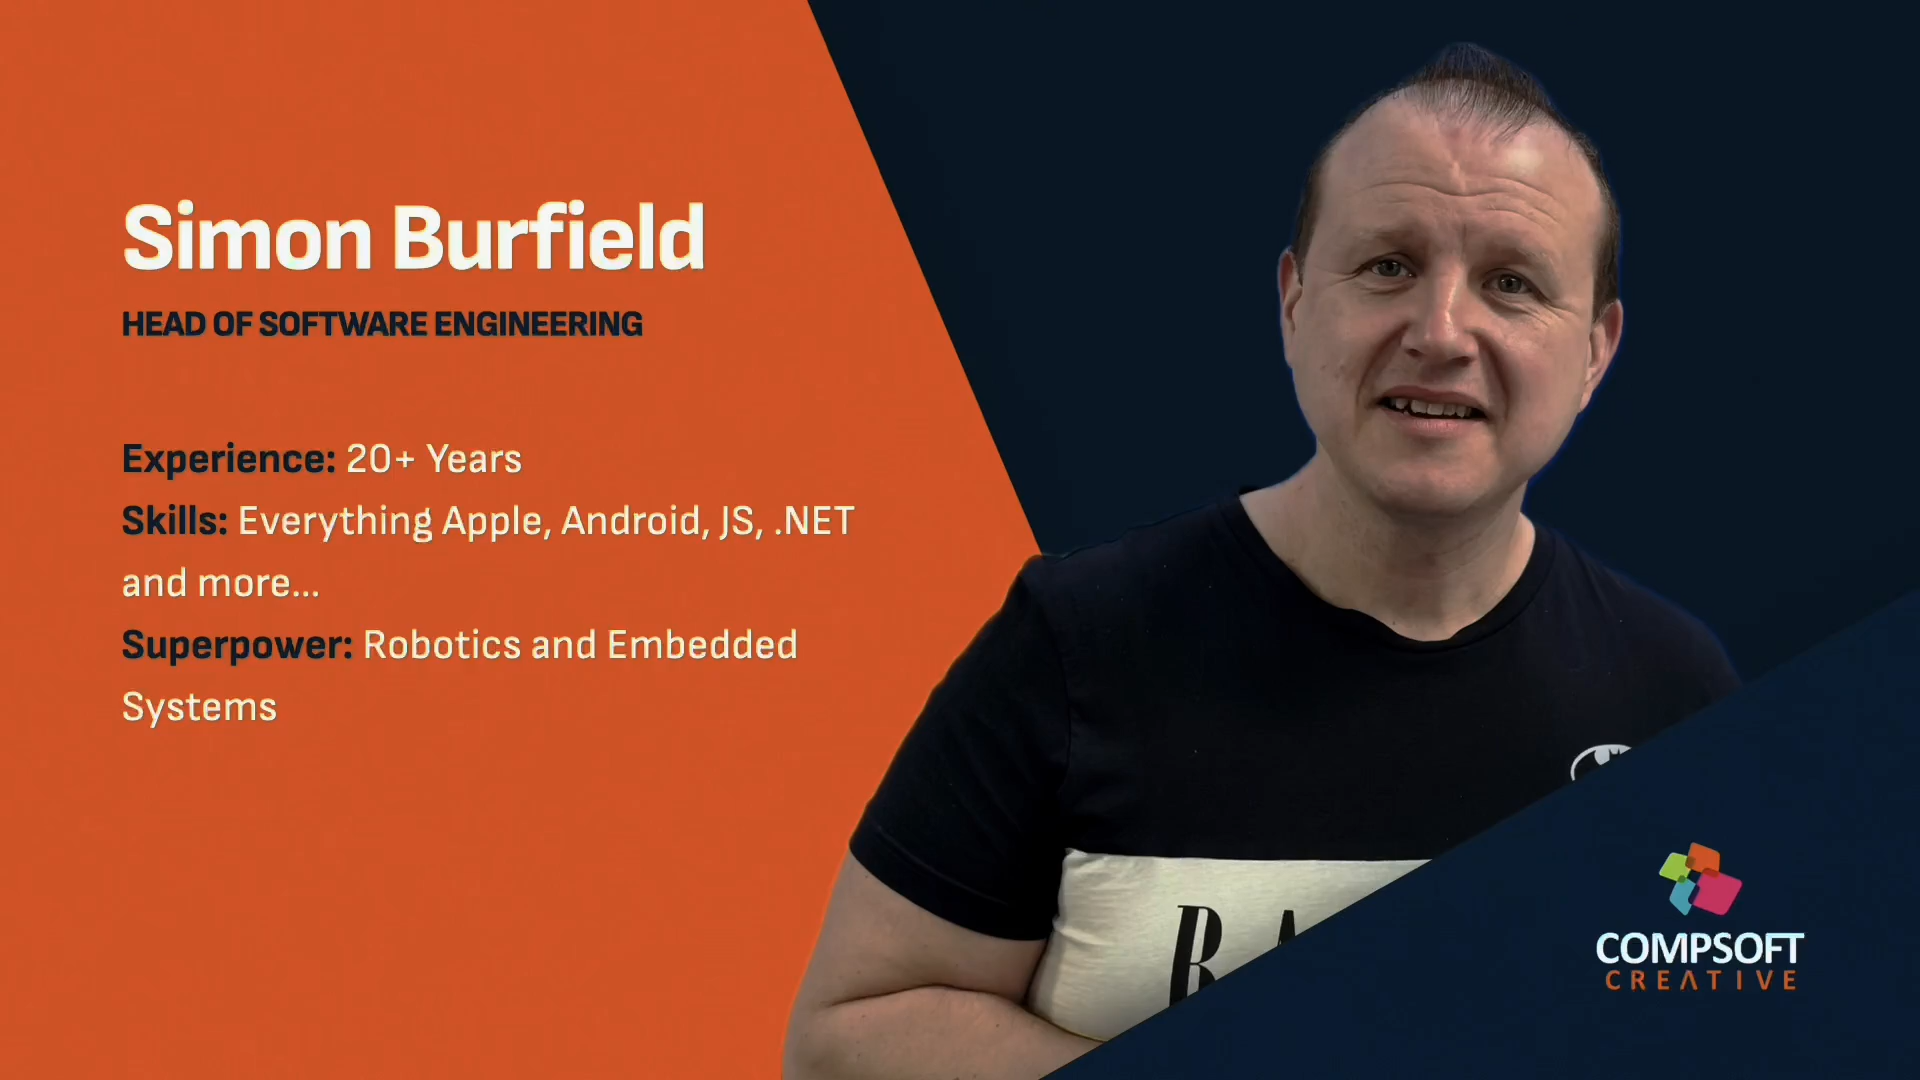 Simon Burfield
HEAD OF SOFTWARE ENGINEERING
Experience: 20+ Years
Skills: Everything Apple, Android, JS, .NET
and more...
Superpower: Robotics and Embedded
Systems
COMPSOFT
CREATIVE